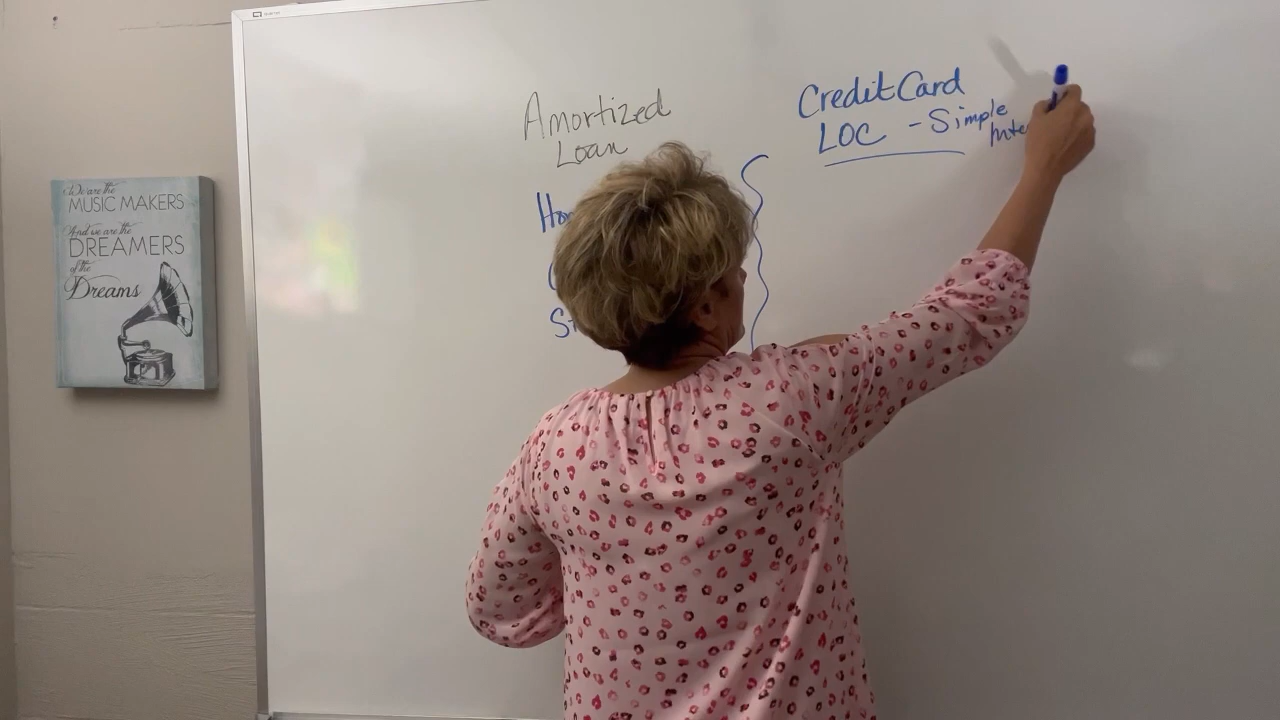 We are the
MUSIC MAKERS
And we are the
DREAMERS
of the
Dreams
Amortized
Loan
Credit Card
LOC - Simple